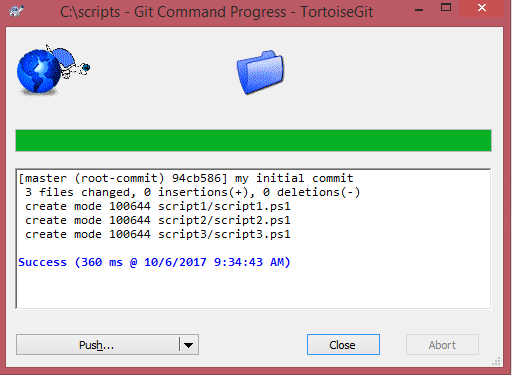 C:\scripts - Git Command Progress - TortoiseGit
[master (root-commit) 94cb586] my initial commit
3 files changed, 0 insertions(+), 0 deletions(-)
create mode 100644 script1/script1.ps1
create mode 100644 script2/script2.ps1
create mode 100644 script3/script3.ps1
Success (360 ms @ 10/6/2017 9:34:43 AM)
Push... Close Abort